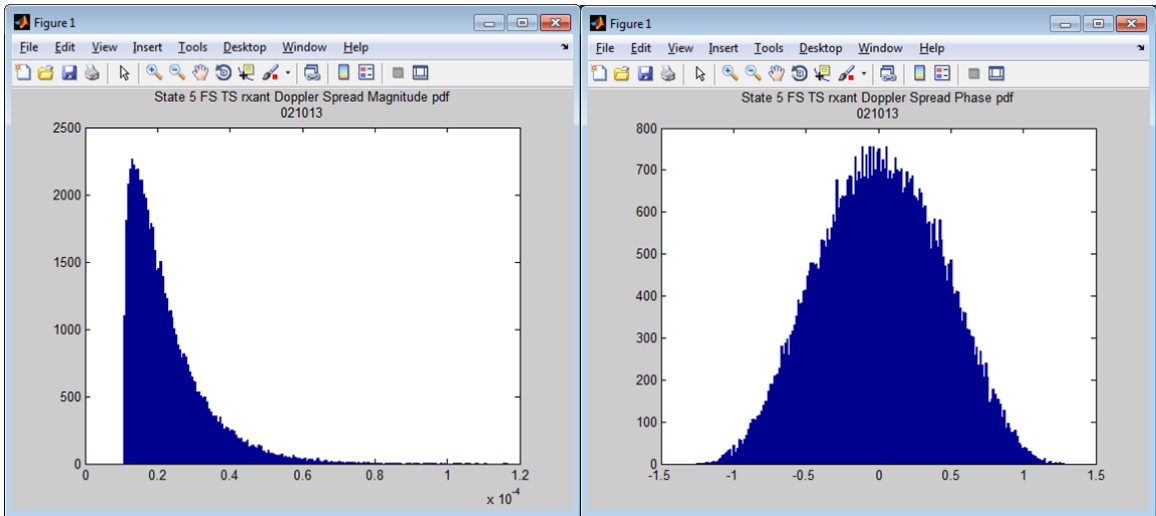 Figure 1
File Edit View Insert Tools Desktop Window Help
State 5 FS TS rxant Doppler Spread Magnitude pdf
021013
2500
2000
1500
1000
500
0
0 0.2 0.4 0.6 0.8 1 1.2
x 10-4
Figure 1
File Edit View Insert Tools Desktop Window Help
State 5 FS TS rxant Doppler Spread Phase pdf
021013
800
700
600
500
400
300
200
100
0
-1.5 -1 -0.5 0 0.5 1 1.5